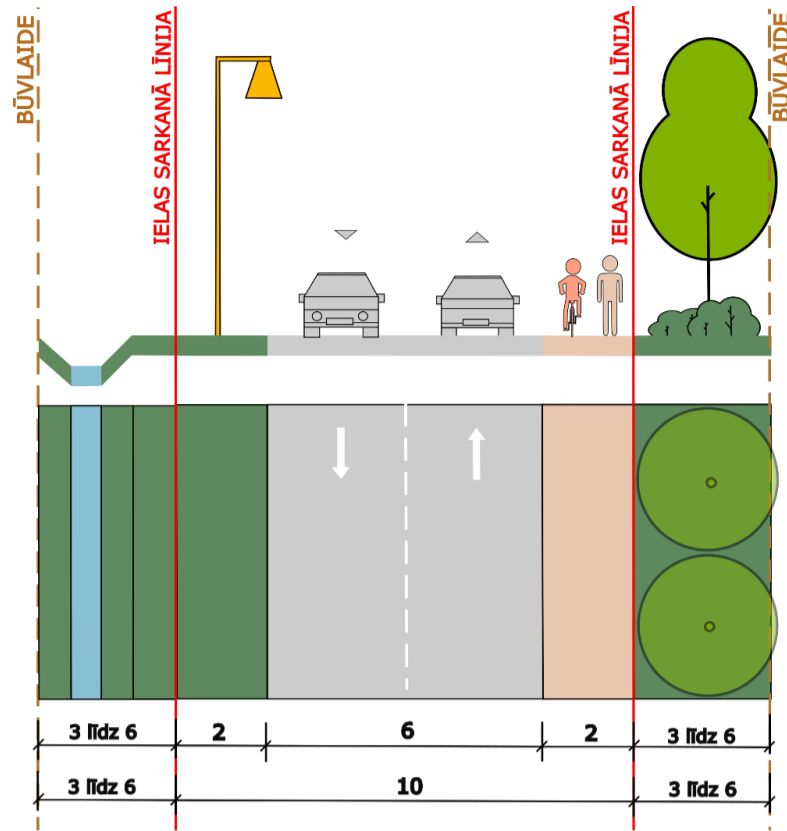 BŪVLAIDE
IELAS SARKANĀ LĪNIJA
IELAS SARKANĀ LĪNIJA
BŪVLAIDE
3 līdz 6
2
6
2
3 līdz 6
3 līdz 6
10
3 līdz 6